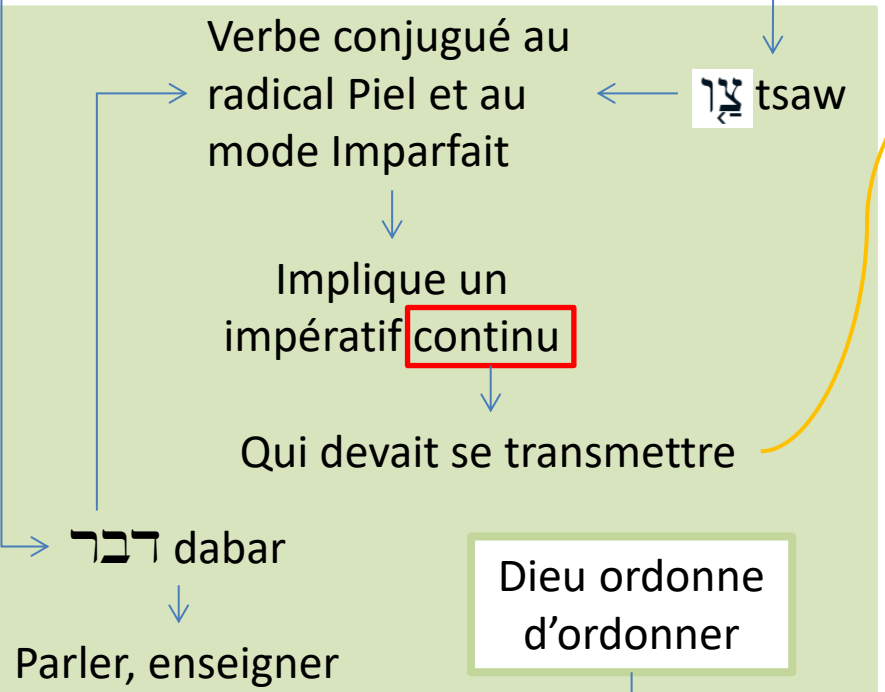 Verbe conjugué au
radical Piel et au
mode Imparfait
צַ֤ו tsaw
Implique un
impératif continu
Qui devait se transmettre
דבר dabar
Parler, enseigner
Dieu ordonne
d’ordonner